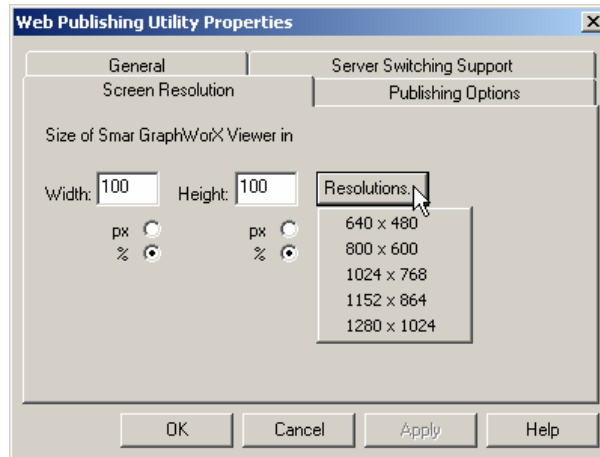 Web Publishing Utility Properties
General
Server Switching Support
Screen Resolution
Publishing Options
Size of Smar GraphWorX Viewer in
Width: 100 Height: 100 Resolutions...
px px
% %
640 x 480
800 x 600
1024 x 768
1152 x 864
1280 x 1024
OK Cancel Apply Help